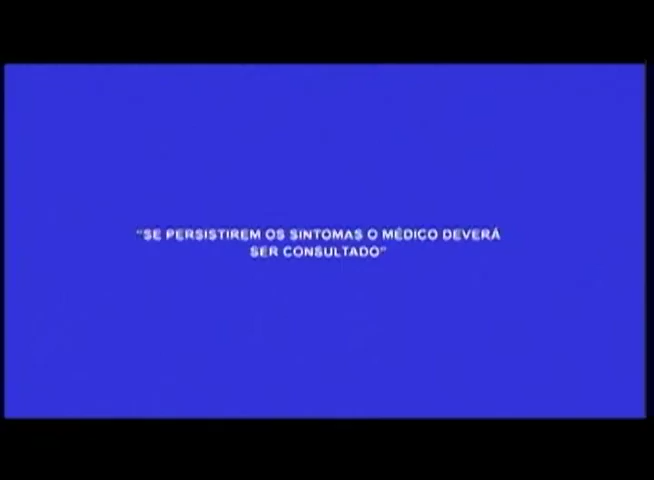 "SE PERSISTIREM OS SINTOMAS O MÉDICO DEVERÁ
SER CONSULTADO"